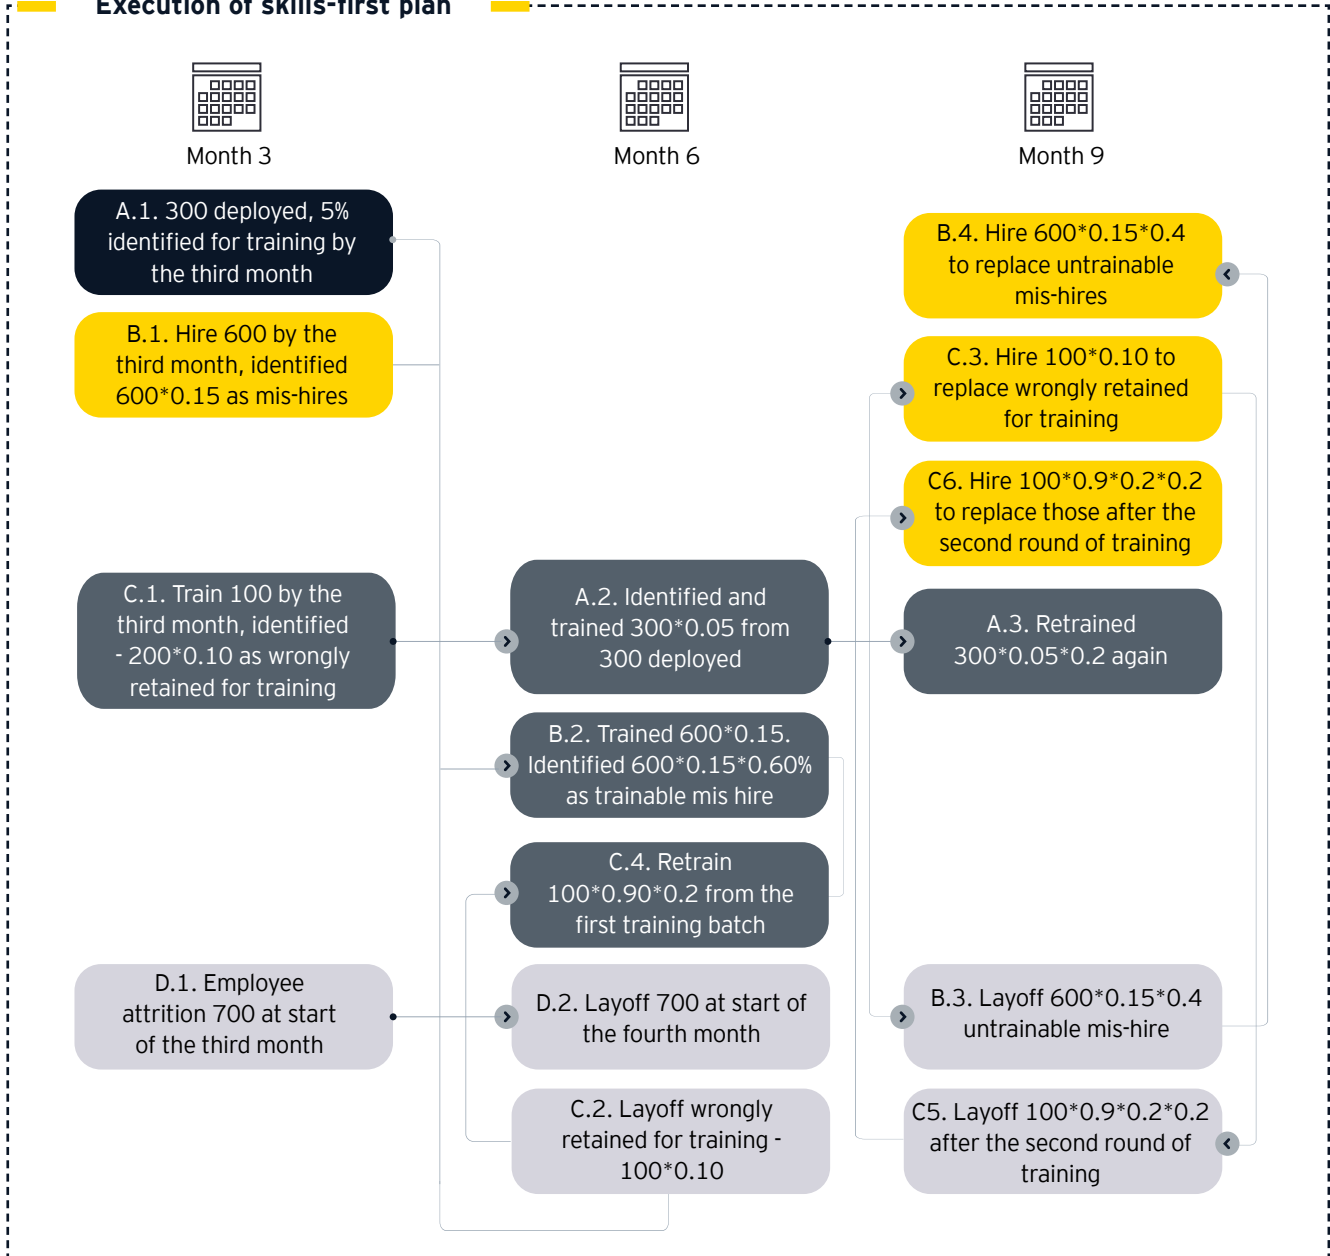 Execution of skills-first plan
Month 3
Month 6
Month 9
A.1. 300 deployed, 5%
identified for training by
the third month
B.1. Hire 600 by the
third month, identified
600*0.15 as mis-hires
C.1. Train 100 by the
third month, identified
- 200*0.10 as wrongly
retained for training
D.1. Employee
attrition 700 at start
of the third month
A.2. Identified and
trained 300*0.05 from
300 deployed
B.2. Trained 600*0.15.
Identified 600*0.15*0.60%
as trainable mis hire
C.4. Retrain
100*0.90*0.2 from the
first training batch
D.2. Layoff 700 at start of
the fourth month
C.2. Layoff wrongly
retained for training -
100*0.10
B.4. Hire 600*0.15*0.4
to replace untrainable
mis-hires
C.3. Hire 100*0.10 to
replace wrongly retained
for training
C6. Hire 100*0.9*0.2*0.2
to replace those after the
second round of training
A.3. Retrained
300*0.05*0.2 again
B.3. Layoff 600*0.15*0.4
untrainable mis-hire
C5. Layoff 100*0.9*0.2*0.2
after the second round of
training